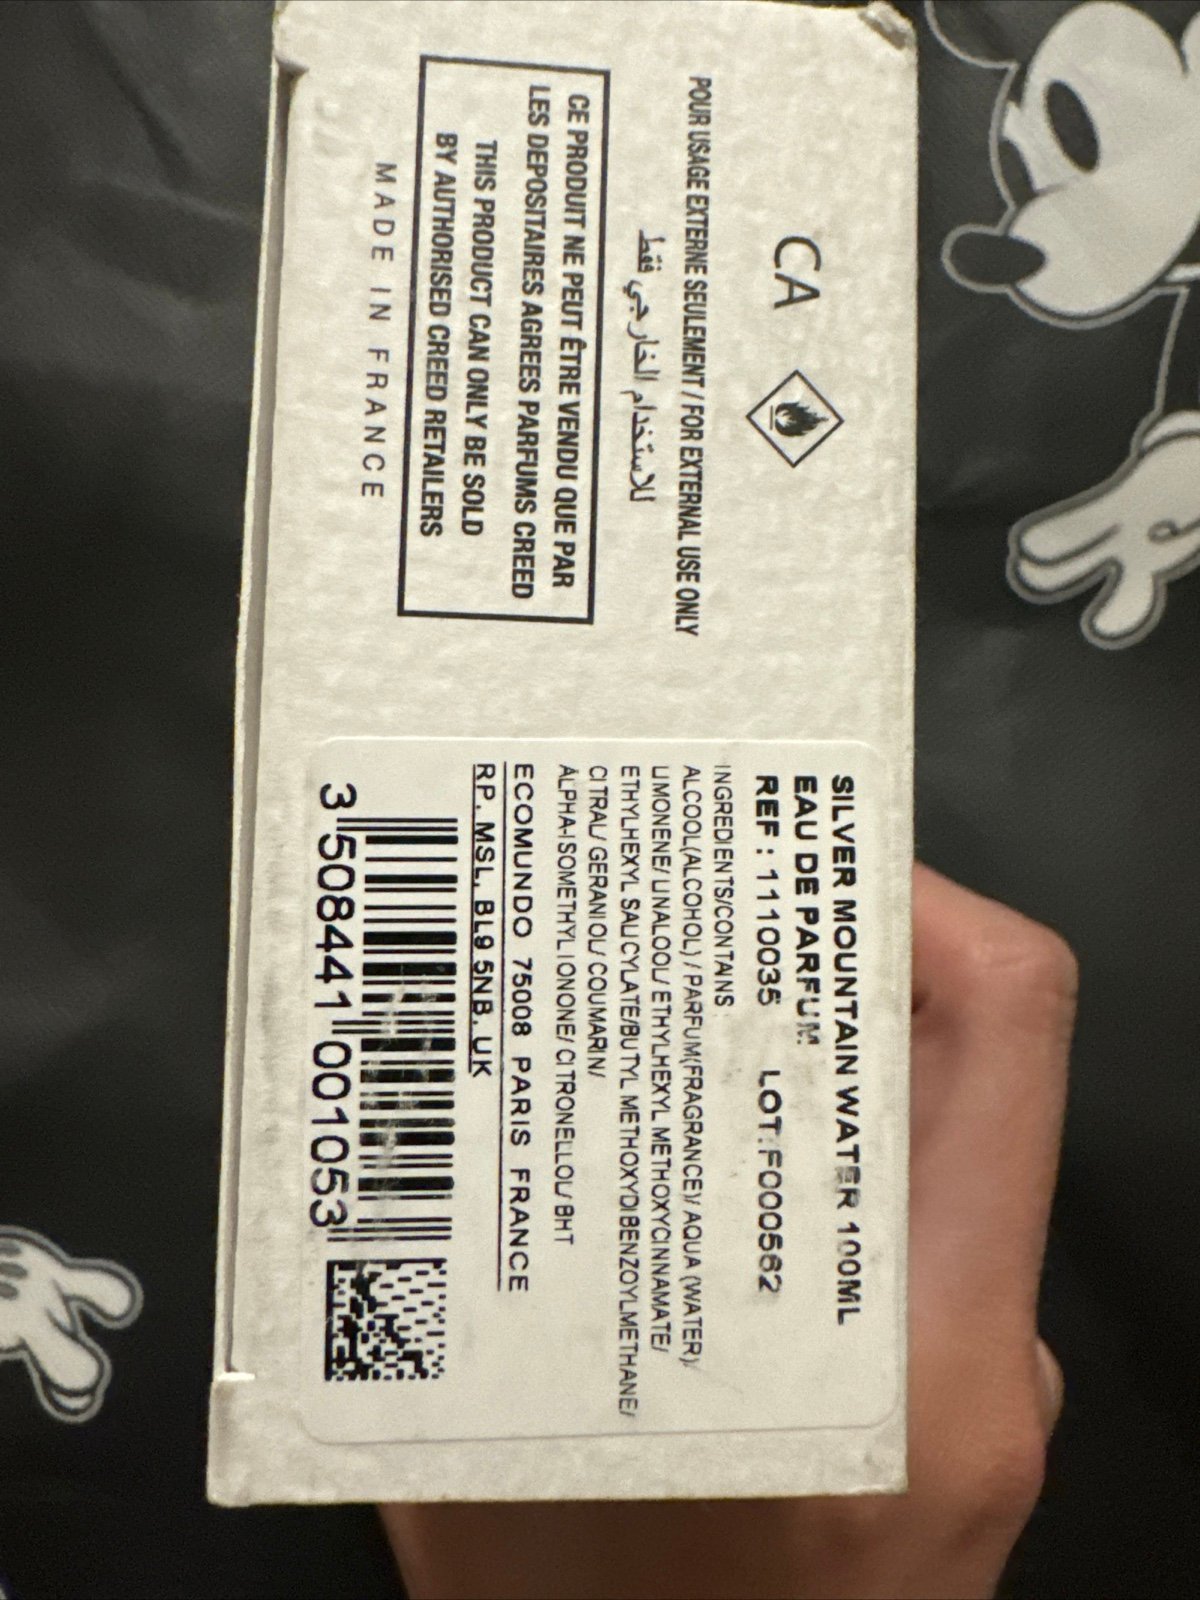 CA
POUR USAGE EXTERNE SEULEMENT / FOR EXTERNAL USE ONLY
للاستخدام الخارجي فقط
CE PRODUIT NE PEUT ÊTRE VENDU QUE PAR
LES DEPOSITAIRES AGREES PARFUMS CREED
THIS PRODUCT CAN ONLY BE SOLD
BY AUTHORISED CREED RETAILERS
MADE IN FRANCE
SILVER MOUNTAIN WATER 100ML
EAU DE PARFUM
REF : 1110035 LOT:F000562
INGREDIENTS/CONTAINS
ALCOOL(ALCOHOL) / PARFUM(FRAGRANCE)/ AQUA (WATER)/
LIMONENE/ LINALOOL/ ETHYLHEXYL METHOXYCINNAMATE/
ETHYLHEXYL SALICYLATE/BUTYL METHOXYDIBENZOYLMETHANE/
CITRAL/ GERANIOL/ COUMARIN/
ALPHA-ISOMETHYL IONONE/ CITRONELLOL/ BHT
ECOMUNDO 75008 PARIS FRANCE
RP. MSL. BL9 5NB. UK
3 508441 001053